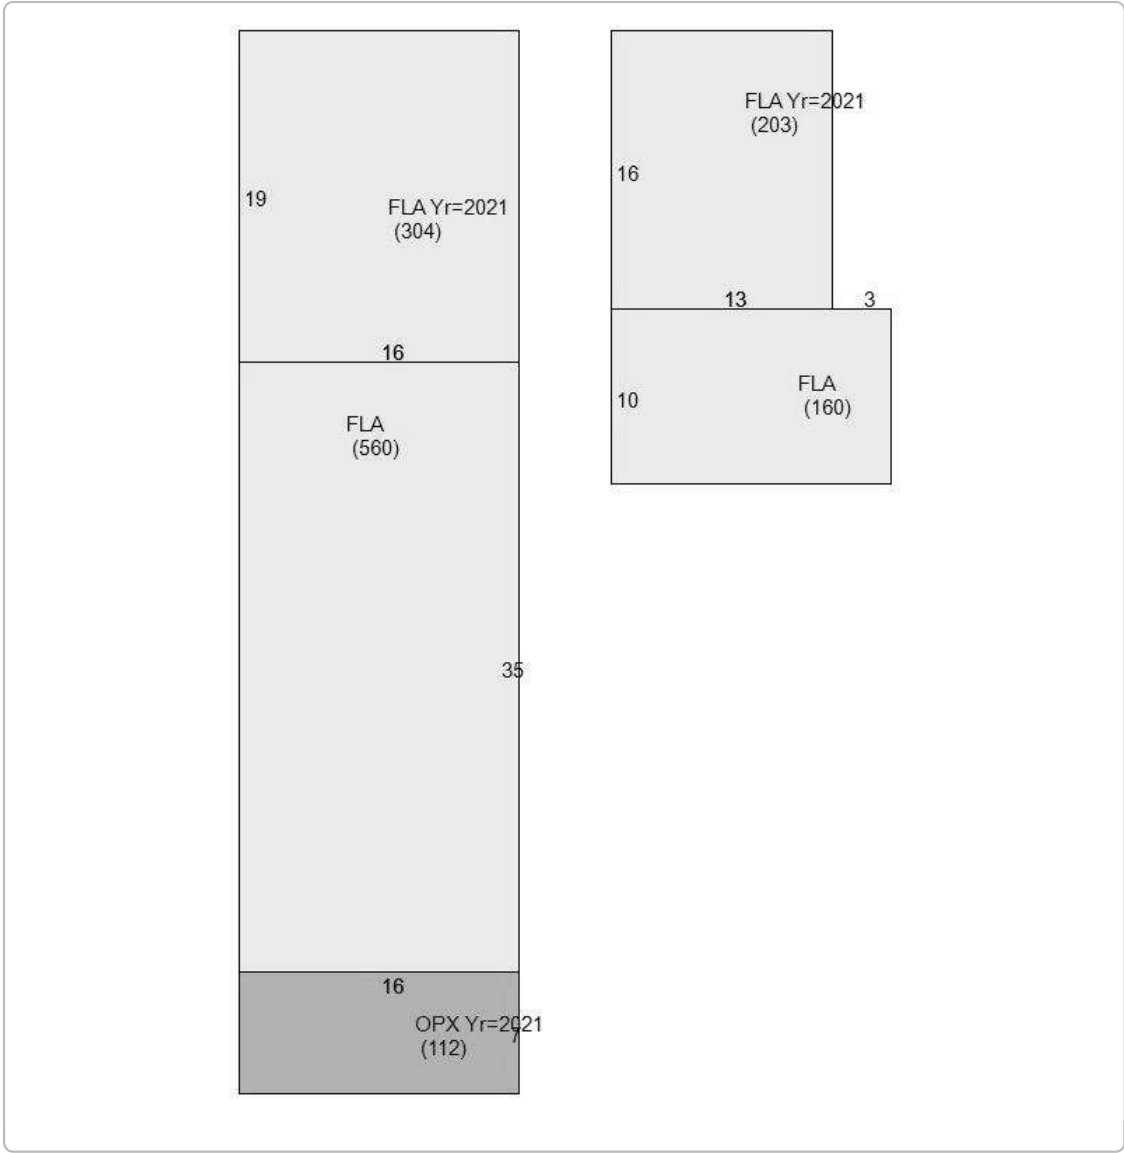 FLA Yr=2021
(203)
16
19
FLA Yr=2021
(304)
13
3
16
FLA
(160)
10
FLA
(560)
35
16
OPX Yr=2021
7
(112)